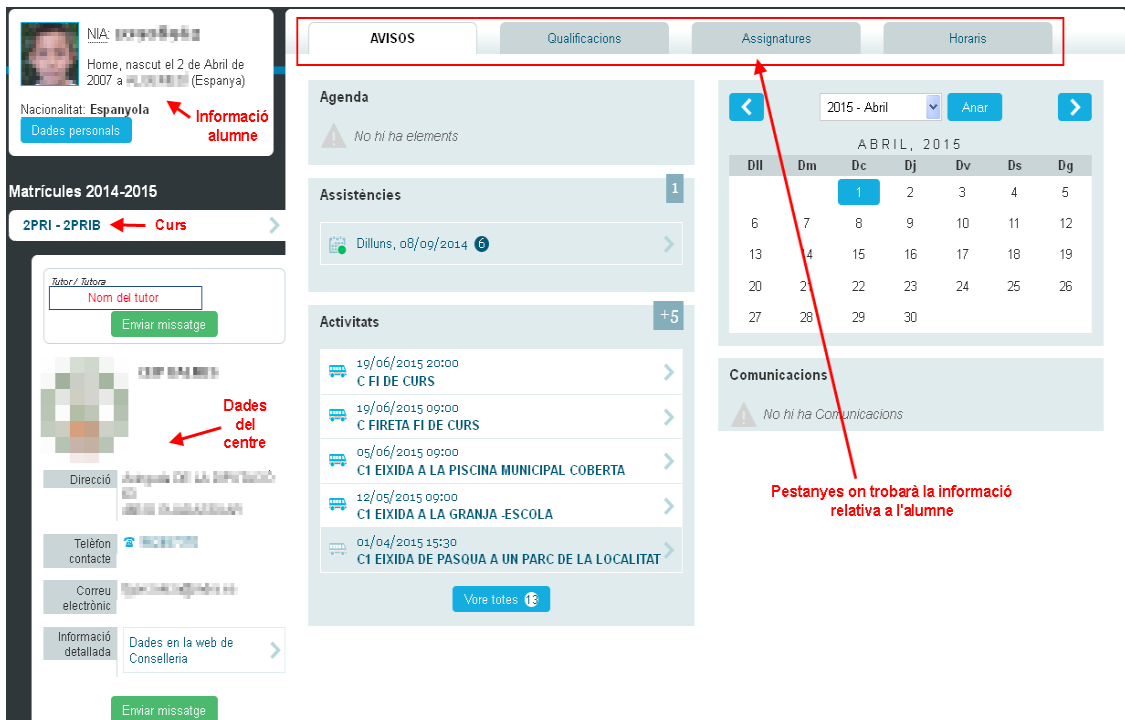 NIA:
Home, nascut el 2 de Abril de
2007 a (Espanya)
Nacionalitat: Espanyola
Dades personals
Informació
alumne
Matrícules 2014-2015
2PRI - 2PRIB
Curs
Tutor/ Tutora
Nom del tutor
Enviar missatge
Dades
del
centre
Direcció
Telèfon
contacte
Correu
electrònic
Informació
detallada
Dades en la web de
Conselleria
Enviar missatge
AVISOS Qualificacions Assignatures Horaris
Agenda
No hi ha elements
Assistències 1
Dilluns, 08/09/2014 6
Activitats +5
19/06/2015 20:00
C FI DE CURS
19/06/2015 09:00
C FIRETA FI DE CURS
05/06/2015 09:00
C1 EIXIDA A LA PISCINA MUNICIPAL COBERTA
12/05/2015 09:00
C1 EIXIDA A LA GRANJA -ESCOLA
01/04/2015 15:30
C1 EIXIDA DE PASQUA A UN PARC DE LA LOCALITAT
Vore totes 13
2015 - Abril Anar
ABRIL, 2015
Dll Dm Dc Dj Dv Ds Dg
1 2 3 4 5
6 7 8 9 10 11 12
13 14 15 16 17 18 19
20 21 22 23 24 25 26
27 28 29 30
Comunicacions
No hi ha Comunicacions
Pestanyes on trobarà la informació
relativa a l'alumne